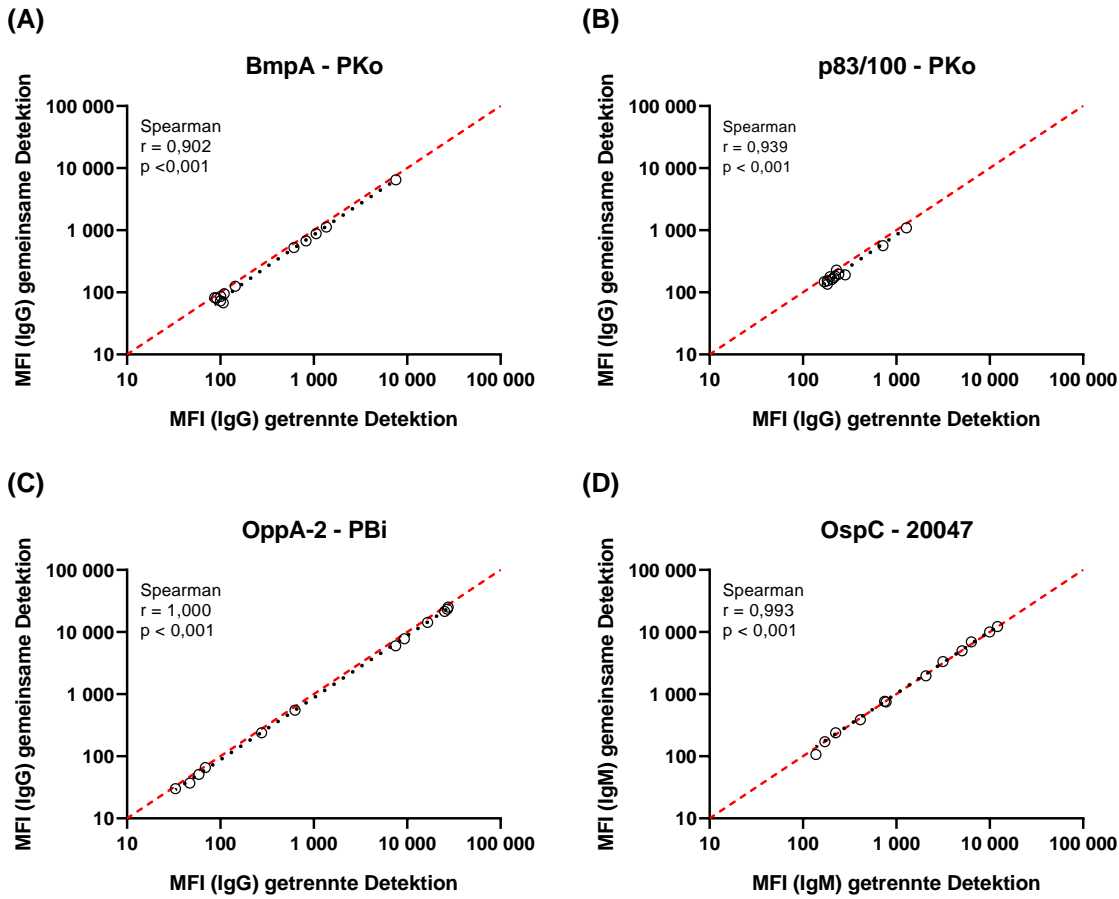 (A)
BmpA - PKo
MFI (IgG) gemeinsame Detektion
100 000
10 000
1 000
100
10
Spearman
r = 0,902
p <0,001
10
100
1 000
10 000
100 000
MFI (IgG) getrennte Detektion
(B)
p83/100 - PKo
MFI (IgG) gemeinsame Detektion
100 000
10 000
1 000
100
10
Spearman
r = 0,939
p < 0,001
10
100
1 000
10 000
100 000
MFI (IgG) getrennte Detektion
(C)
OppA-2 - PBi
MFI (IgG) gemeinsame Detektion
100 000
10 000
1 000
100
10
Spearman
r = 1,000
p < 0,001
10
100
1 000
10 000
100 000
MFI (IgG) getrennte Detektion
(D)
OspC - 20047
MFI (IgM) gemeinsame Detektion
100 000
10 000
1 000
100
10
Spearman
r = 0,993
p < 0,001
10
100
1 000
10 000
100 000
MFI (IgM) getrennte Detektion